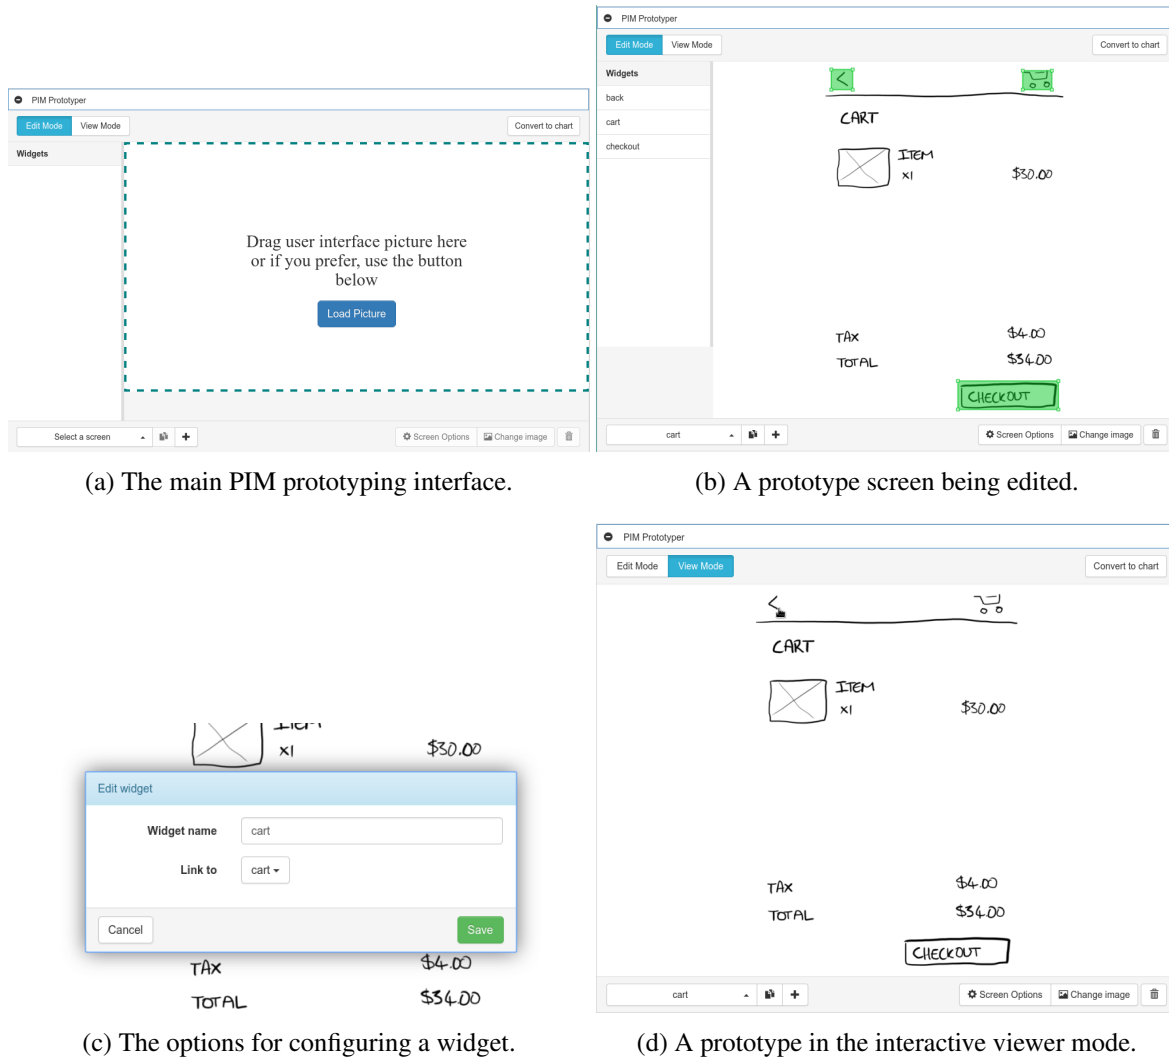 PIM Prototyper
Edit Mode View Mode Convert to chart
Widgets
Drag user interface picture here
or if you prefer, use the button
below
Load Picture
Select a screen Screen Options Change image
(a) The main PIM prototyping interface.
PIM Prototyper
Edit Mode View Mode Convert to chart
Widgets
back
cart
checkout
<
CART
ITEM
x1 $30.00
TAX $4.00
TOTAL $34.00
CHECKOUT
cart Screen Options Change image
(b) A prototype screen being edited.
ITEM
x1 $30.00
Edit widget
Widget name cart
Link to cart
Cancel Save
TAX $4.00
TOTAL $34.00
(c) The options for configuring a widget.
PIM Prototyper
Edit Mode View Mode Convert to chart
<
CART
ITEM
x1 $30.00
TAX $4.00
TOTAL $34.00
CHECKOUT
cart Screen Options Change image
(d) A prototype in the interactive viewer mode.